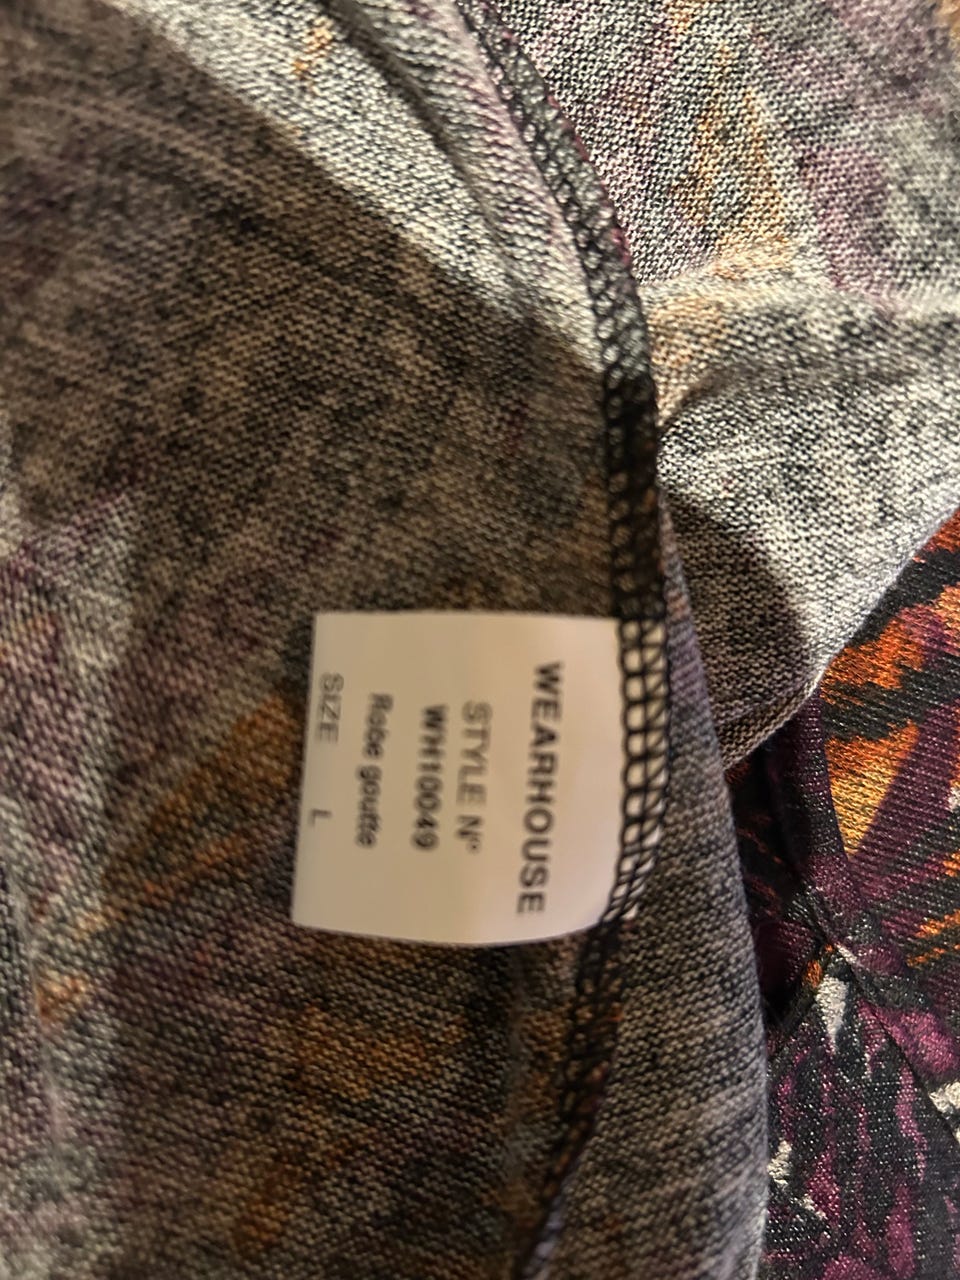 WEARHOUSE
STYLE N°
WH10049
Robe goutte
SIZE L